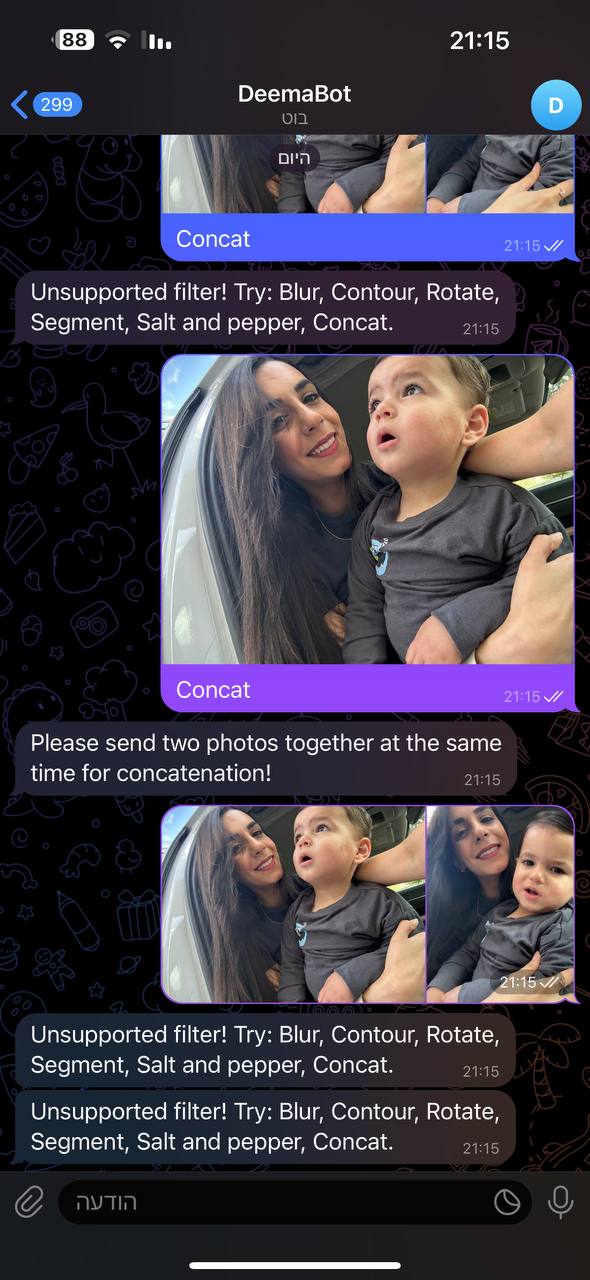 88
21:15
299
DeemaBot
D
בוט
היום
Concat
21:15
Unsupported filter! Try: Blur, Contour, Rotate,
Segment, Salt and pepper, Concat.
21:15
Concat
21:15
Please send two photos together at the same
time for concatenation!
21:15
21:15
Unsupported filter! Try: Blur, Contour, Rotate,
Segment, Salt and pepper, Concat.
21:15
Unsupported filter! Try: Blur, Contour, Rotate,
Segment, Salt and pepper, Concat.
21:15
הודעה